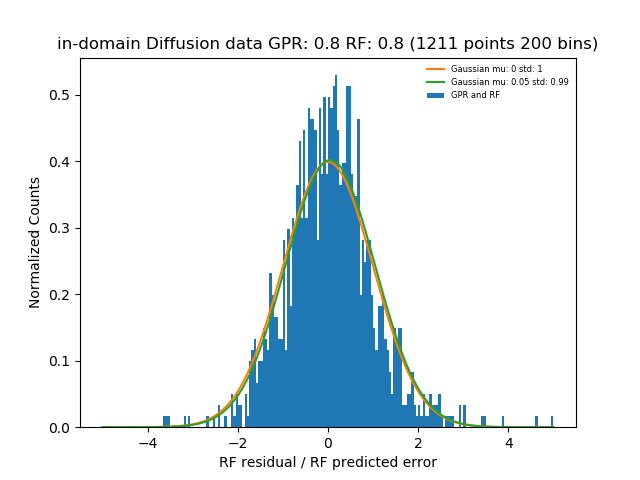 in-domain Diffusion data GPR: 0.8 RF: 0.8 (1211 points 200 bins)
Gaussian mu: 0 std: 1
Gaussian mu: 0.05 std: 0.99
GPR and RF
Normalized Counts
0.5
0.4
0.3
0.2
0.1
0.0
−4 −2 0 2 4
RF residual / RF predicted error